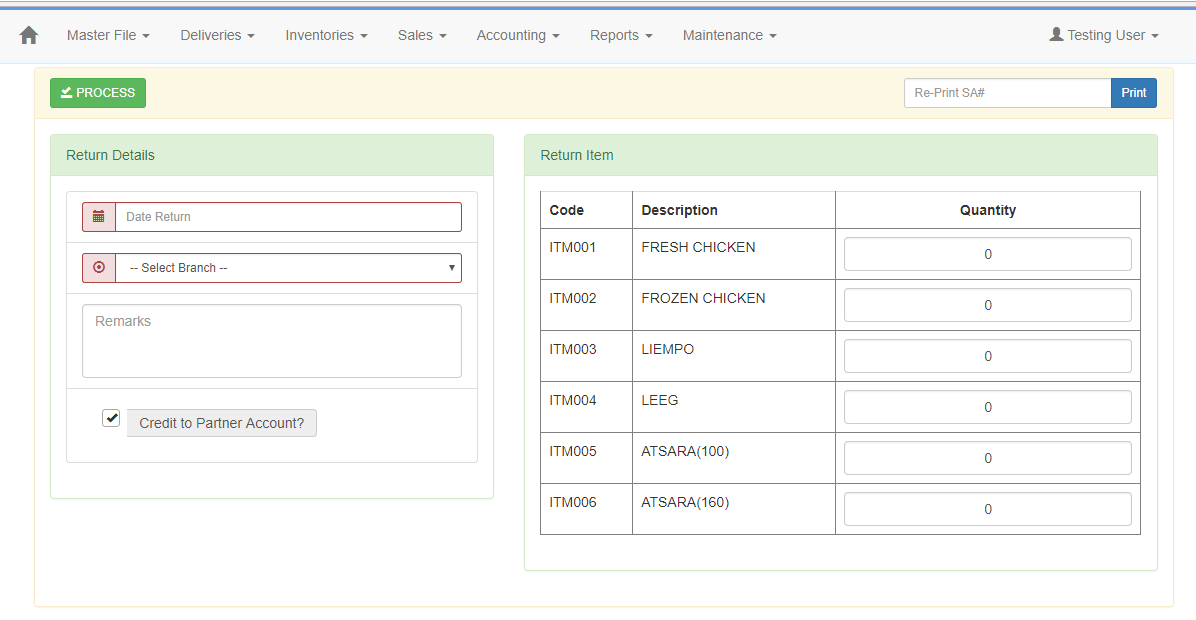 Master File Deliveries Inventories Sales Accounting Reports Maintenance Testing User
PROCESS
Re-Print SA# Print
Return Details
Date Return
-- Select Branch --
Remarks
Credit to Partner Account?
Return Item
Code Description Quantity
ITM001 FRESH CHICKEN 0
ITM002 FROZEN CHICKEN 0
ITM003 LIEMPO 0
ITM004 LEEG 0
ITM005 ATSARA(100) 0
ITM006 ATSARA(160) 0